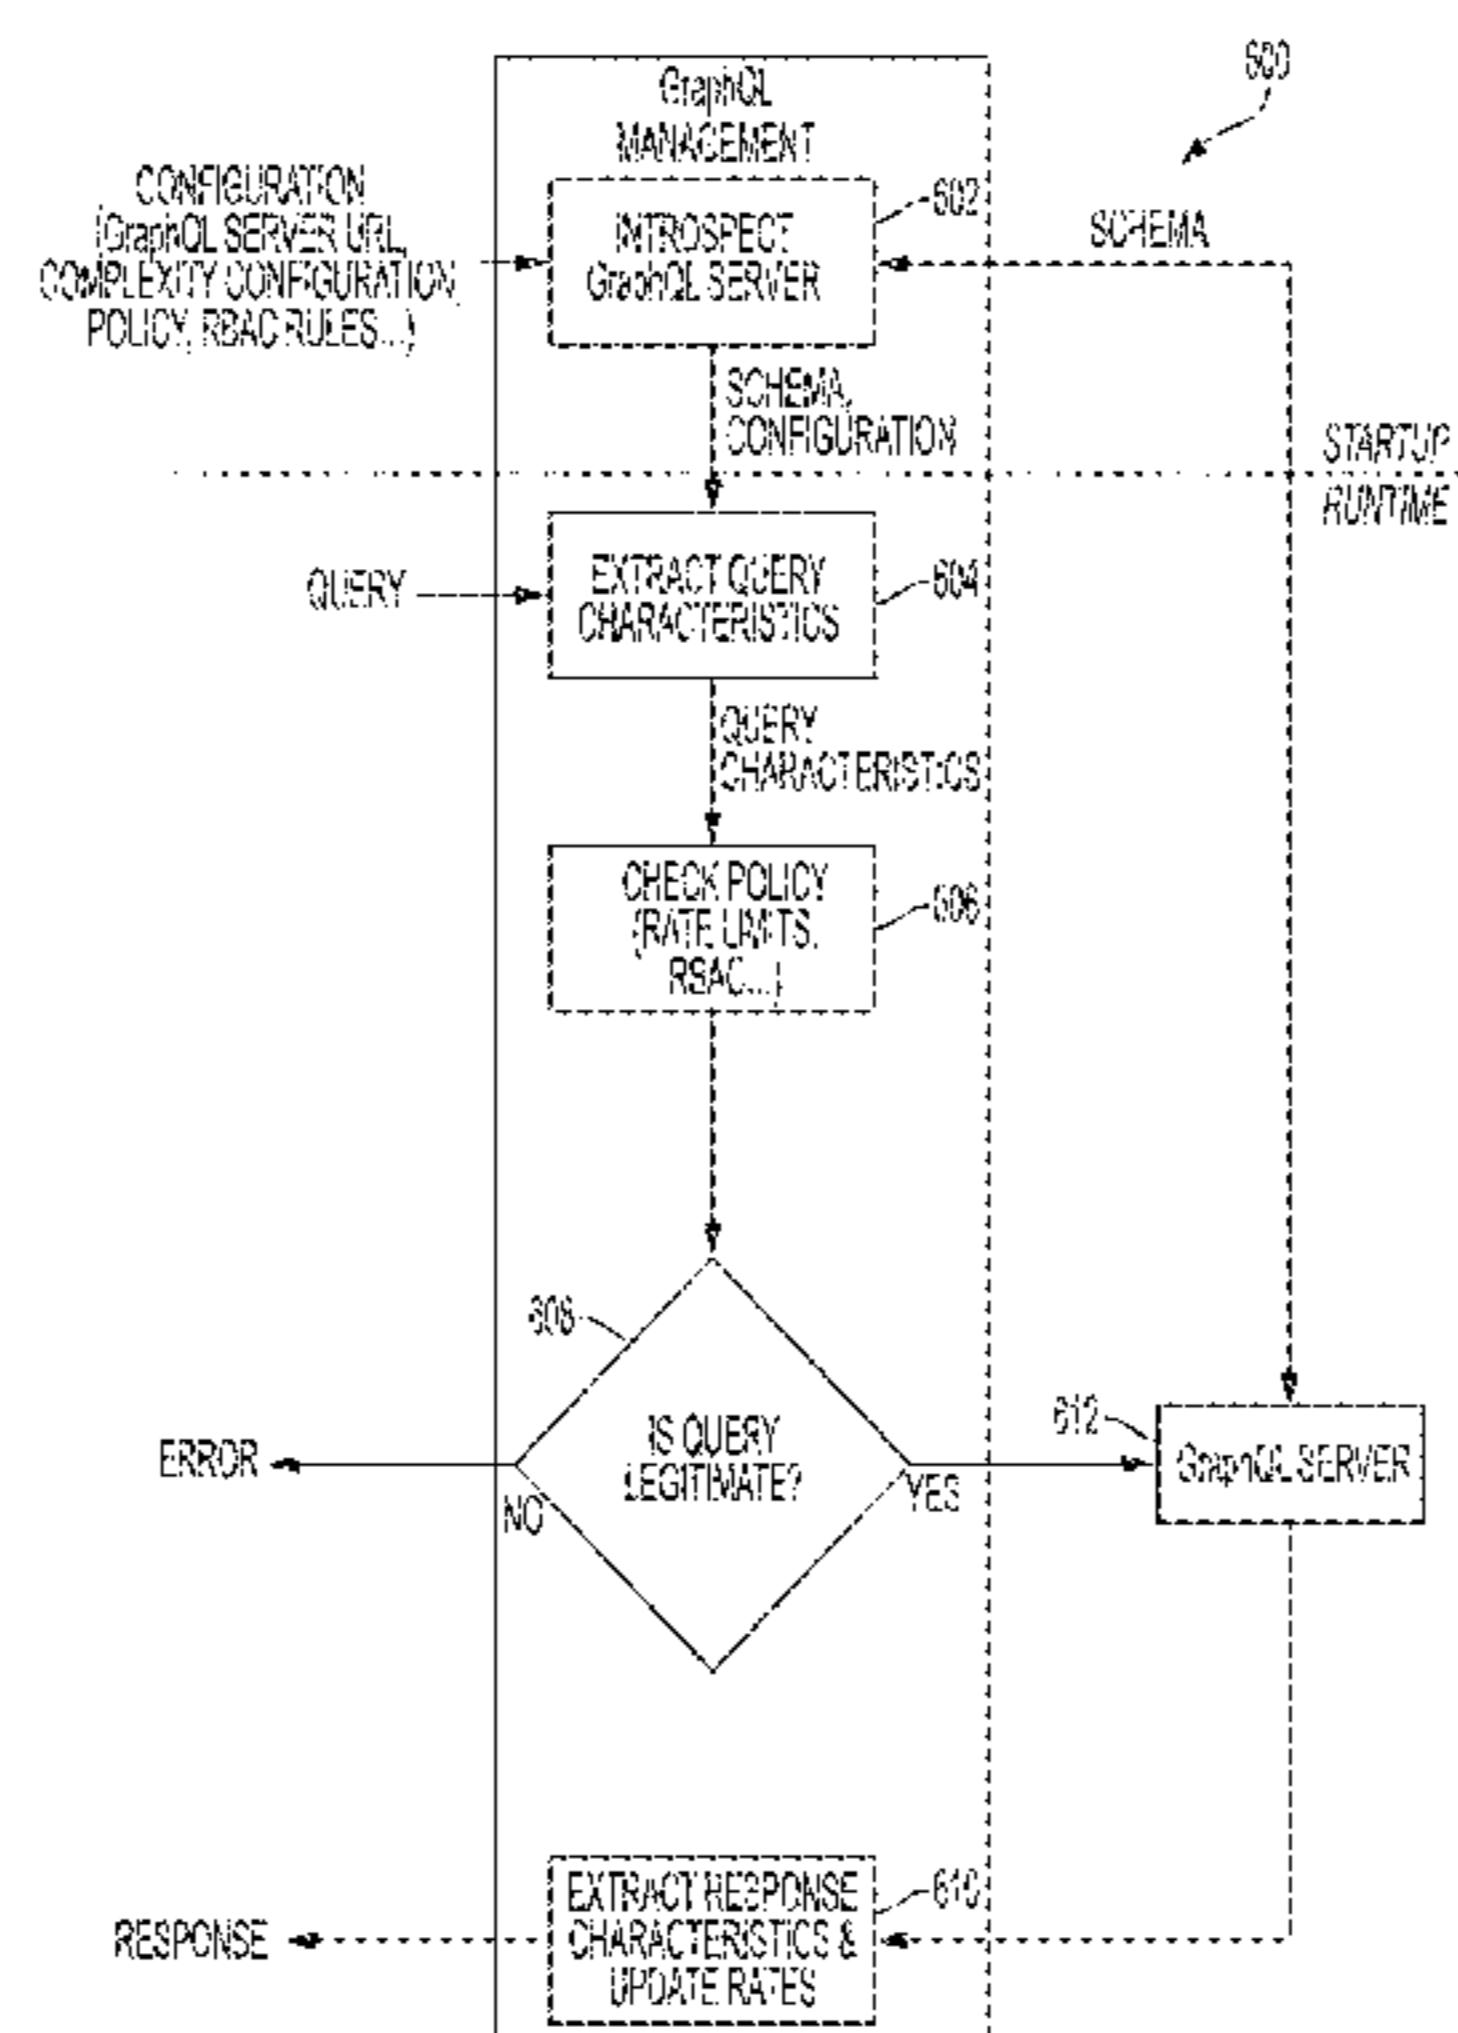 600
GraphQL
MANAGEMENT
CONFIGURATION
(GraphQL SERVER URL,
COMPLEXITY CONFIGURATION,
POLICY, RBAC RULES...)
INTROSPECT
GraphQL SERVER
602
SCHEMA
SCHEMA,
CONFIGURATION
STARTUP
RUNTIME
QUERY
EXTRACT QUERY
CHARACTERISTICS
604
QUERY
CHARACTERISTICS
CHECK POLICY
(RATE LIMITS,
RBAC...)
606
608
IS QUERY
LEGITIMATE?
ERROR
NO
YES
612
GraphQL SERVER
EXTRACT RESPONSE
CHARACTERISTICS &
UPDATE RATES
610
RESPONSE